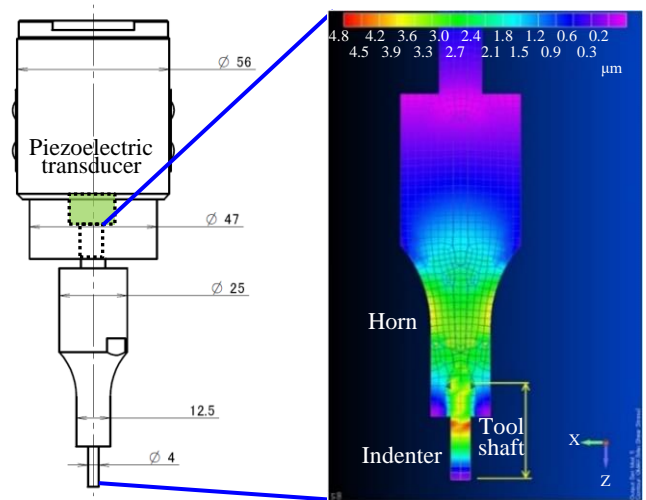 4.8 4.2 3.6 3.0 2.4 1.8 1.2 0.6 0.2
4.5 3.9 3.3 2.7 2.1 1.5 0.9 0.3
μm
∅ 56
Piezoelectric
transducer
∅ 47
∅ 25
12.5
∅ 4
Horn
Tool
shaft
Indenter
X
Z